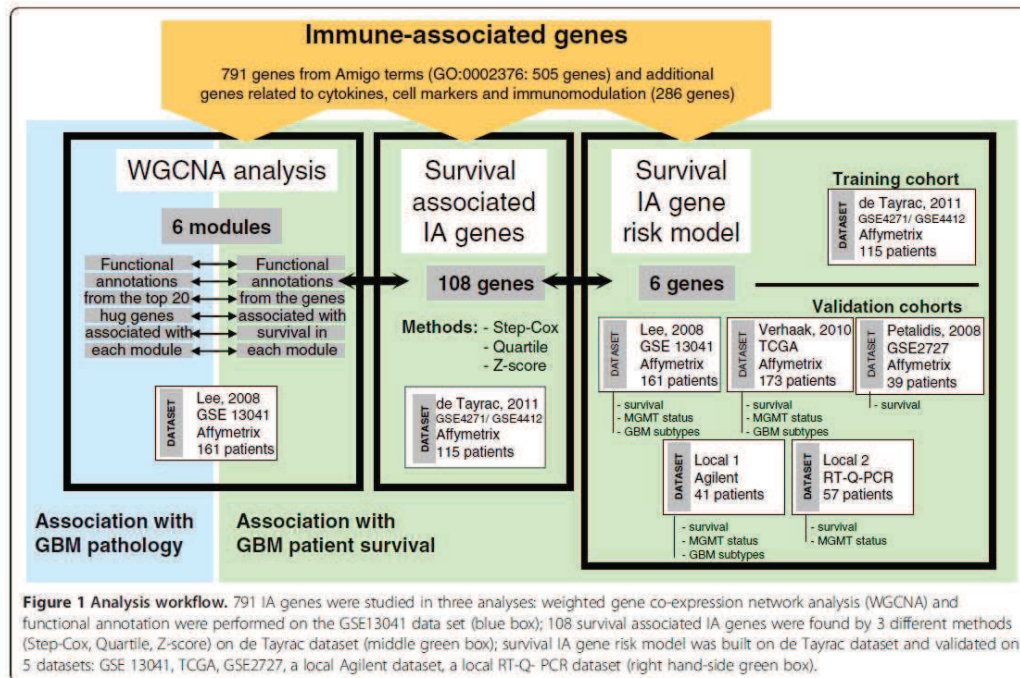 Immune-associated genes
791 genes from Amigo terms (GO:0002376: 505 genes) and additional
genes related to cytokines, cell markers and immunomodulation (286 genes)
WGCNA analysis
6 modules
Functional
annotations
from the top 20
hug genes
associated with
each module
Functional
annotations
from the genes
associated with
survival in
each module
DATASET
Lee, 2008
GSE 13041
Affymetrix
161 patients
Association with
GBM pathology
Association with
GBM patient survival
Survival
associated
IA genes
108 genes
Methods: - Step-Cox
- Quartile
- Z-score
DATASET
de Tayrac, 2011
GSE4271/ GSE4412
Affymetrix
115 patients
Survival
IA gene
risk model
6 genes
Training cohort
DATASET
de Tayrac, 2011
GSE4271/ GSE4412
Affymetrix
115 patients
Validation cohorts
DATASET
Lee, 2008
GSE 13041
Affymetrix
161 patients
- survival
- MGMT status
- GBM subtypes
DATASET
Verhaak, 2010
TCGA
Affymetrix
173 patients
- survival
- MGMT status
- GBM subtypes
DATASET
Petalidis, 2008
GSE2727
Affymetrix
39 patients
- survival
DATASET
Local 1
Agilent
41 patients
- survival
- MGMT status
- GBM subtypes
DATASET
Local 2
RT-Q-PCR
57 patients
- survival
- MGMT status
Figure 1 Analysis workflow. 791 IA genes were studied in three analyses: weighted gene co-expression network analysis (WGCNA) and
functional annotation were performed on the GSE13041 data set (blue box); 108 survival associated IA genes were found by 3 different methods
(Step-Cox, Quartile, Z-score) on de Tayrac dataset (middle green box); survival IA gene risk model was built on de Tayrac dataset and validated on
5 datasets: GSE 13041, TCGA, GSE2727, a local Agilent dataset, a local RT-Q- PCR dataset (right hand-side green box).